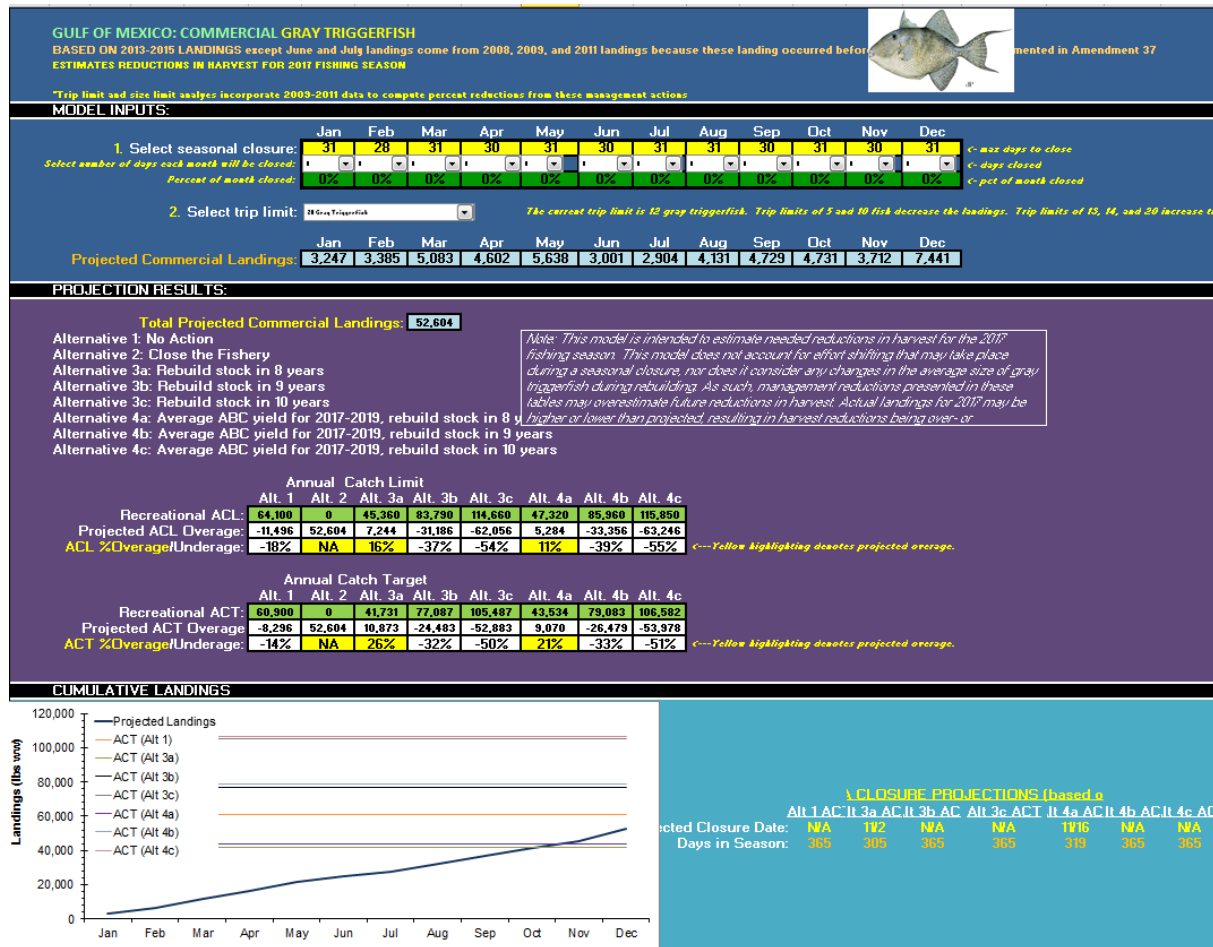 GULF OF MEXICO: COMMERCIAL GRAY TRIGGERFISH
BASED ON 2013-2015 LANDINGS except June and July landings come from 2008, 2009, and 2011 landings because these landing occurred befor mented in Amendment 37
ESTIMATES REDUCTIONS IN HARVEST FOR 2017 FISHING SEASON
*Trip limit and size limit analyes incorporate 2009-2011 data to compute percent reductions from these management actions
MODEL INPUTS:
Jan Feb Mar Apr May Jun Jul Aug Sep Oct Nov Dec
1. Select seasonal closure: 31 28 31 30 31 30 31 31 30 31 30 31 <- max days to close
Select number of days each month will be closed: <- days closed
Percent of month closed: 0% 0% 0% 0% 0% 0% 0% 0% 0% 0% 0% 0% <- pct of month closed
2. Select trip limit: Gray Triggerfish The current trip limit is 12 gray triggerfish. Trip limits of 5 and 10 fish decrease the landings. Trip limits of 13, 14, and 20 increase
Jan Feb Mar Apr May Jun Jul Aug Sep Oct Nov Dec
Projected Commercial Landings: 3,247 3,385 5,083 4,602 5,638 3,001 2,904 4,131 4,729 4,731 3,712 7,441
PROJECTION RESULTS:
Total Projected Commercial Landings: 52,604
Alternative 1: No Action
Alternative 2: Close the Fishery
Alternative 3a: Rebuild stock in 8 years
Alternative 3b: Rebuild stock in 9 years
Alternative 3c: Rebuild stock in 10 years
Alternative 4a: Average ABC yield for 2017-2019, rebuild stock in 8 y
Alternative 4b: Average ABC yield for 2017-2019, rebuild stock in 9 years
Alternative 4c: Average ABC yield for 2017-2019, rebuild stock in 10 years
Note: This model is intended to estimate needed reductions in harvest for the 2017
fishing season. This model does not account for effort shifting that may take place
during a seasonal closure, nor does it consider any changes in the average size of gray
triggerfish during rebuilding. As such, management reductions presented in these
tables may overestimate future reductions in harvest. Actual landings for 2017 may be
higher or lower than projected, resulting in harvest reductions being over- or
Annual Catch Limit
Alt. 1 Alt. 2 Alt. 3a Alt. 3b Alt. 3c Alt. 4a Alt. 4b Alt. 4c
Recreational ACL: 64,100 0 45,360 83,790 114,660 47,320 85,960 115,850
Projected ACL Overage: -11,496 52,604 7,244 -31,186 -62,056 5,284 -33,356 -63,246
ACL %Overage/Underage: -18% NA 16% -37% -54% 11% -39% -55% <---Yellow highlighting denotes projected overage.
Annual Catch Target
Alt. 1 Alt. 2 Alt. 3a Alt. 3b Alt. 3c Alt. 4a Alt. 4b Alt. 4c
Recreational ACT: 60,900 0 41,731 77,087 105,487 43,534 79,083 106,582
Projected ACT Overage -8,296 52,604 10,873 -24,483 -52,883 9,070 -26,479 -53,978
ACT %Overage/Underage: -14% NA 26% -32% -50% 21% -33% -51% <---Yellow highlighting denotes projected overage.
CUMULATIVE LANDINGS
Landings (lbs ww)
120,000
100,000
80,000
60,000
40,000
20,000
0
Projected Landings
ACT (Alt 1)
ACT (Alt 3a)
ACT (Alt 3b)
ACT (Alt 3c)
ACT (Alt 4a)
ACT (Alt 4b)
ACT (Alt 4c)
Jan Feb Mar Apr May Jun Jul Aug Sep Oct Nov Dec
CLOSURE PROJECTIONS (based o
Alt 1 AC lt 3a AC lt 3b AC Alt 3c ACT lt 4a AC lt 4b AC lt 4c AC
ected Closure Date: N/A 11/2 N/A N/A 11/16 N/A N/A
Days in Season: 365 305 365 365 319 365 365